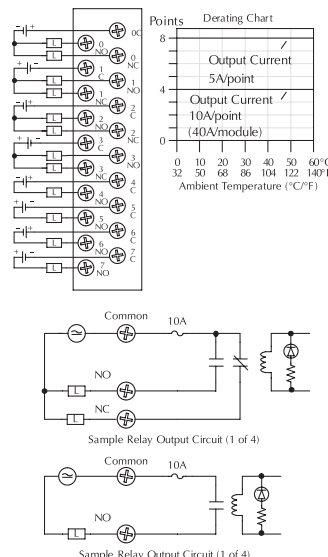 Points Derating Chart
8
Output Current
5A/point
4
Output Current
10A/point
(40A/module)
0
0 10 20 30 40 50 60°C
32 50 68 86 104 122 140°F
Ambient Temperature (°C/°F)
- + 0C
L 0 NO
L 0 NC
+ - 1 C
L 1 NO
L 1 NC
- + 2 C
L 2 NO
L 2 NC
+ - 3 C
L 3 NO
L 3 NC
- + 4 C
L 4 NO
+ - 5 C
L 5 NO
- + 6 C
L 6 NO
+ - 7 C
L 7 NO
Common
10A
NO
L
NC
L
Sample Relay Output Circuit (1 of 4)
Common
10A
NO
L
Sample Relay Output Circuit (1 of 4)